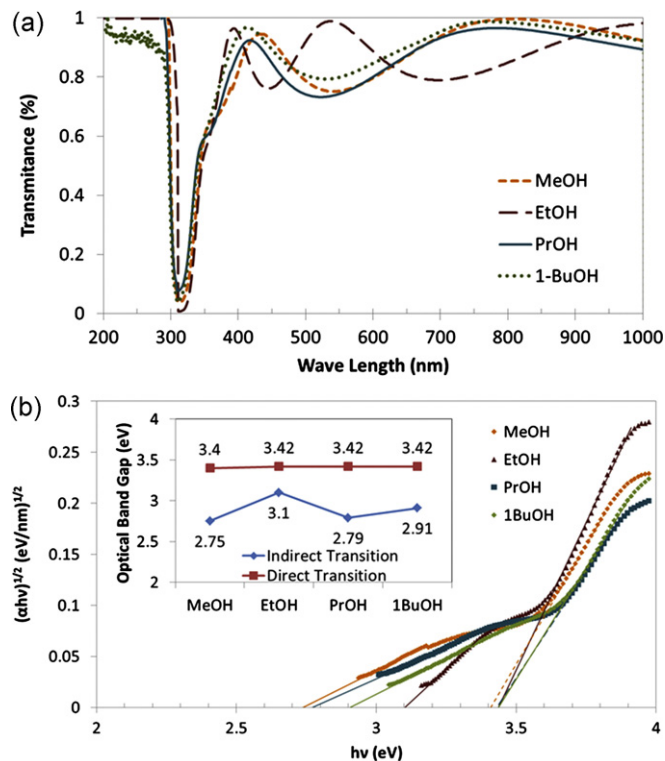 (a)
Transmitance (%)
1
0.8
0.6
0.4
0.2
0
200 300 400 500 600 700 800 900 1000
Wave Length (nm)
MeOH
EtOH
PrOH
1-BuOH
(b)
(αhν)1/2 (eV/nm)1/2
0.3
0.25
0.2
0.15
0.1
0.05
0
2 2.5 3 3.5 4
hν (eV)
MeOH
EtOH
PrOH
1BuOH
Optical Band Gap (eV)
4
3.5
3
2.5
2
3.4 3.42 3.42 3.42
2.75 3.1 2.79 2.91
Indirect Transition
Direct Transition
MeOH EtOH PrOH 1BuOH